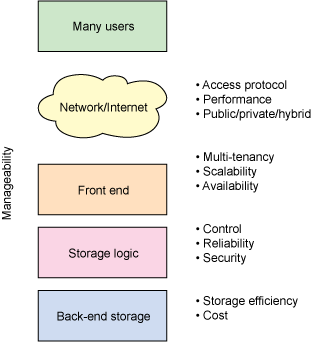 Many users
Network/Internet
• Access protocol
• Performance
• Public/private/hybrid
Manageability
Front end
• Multi-tenancy
• Scalability
• Availability
Storage logic
• Control
• Reliability
• Security
Back-end storage
• Storage efficiency
• Cost